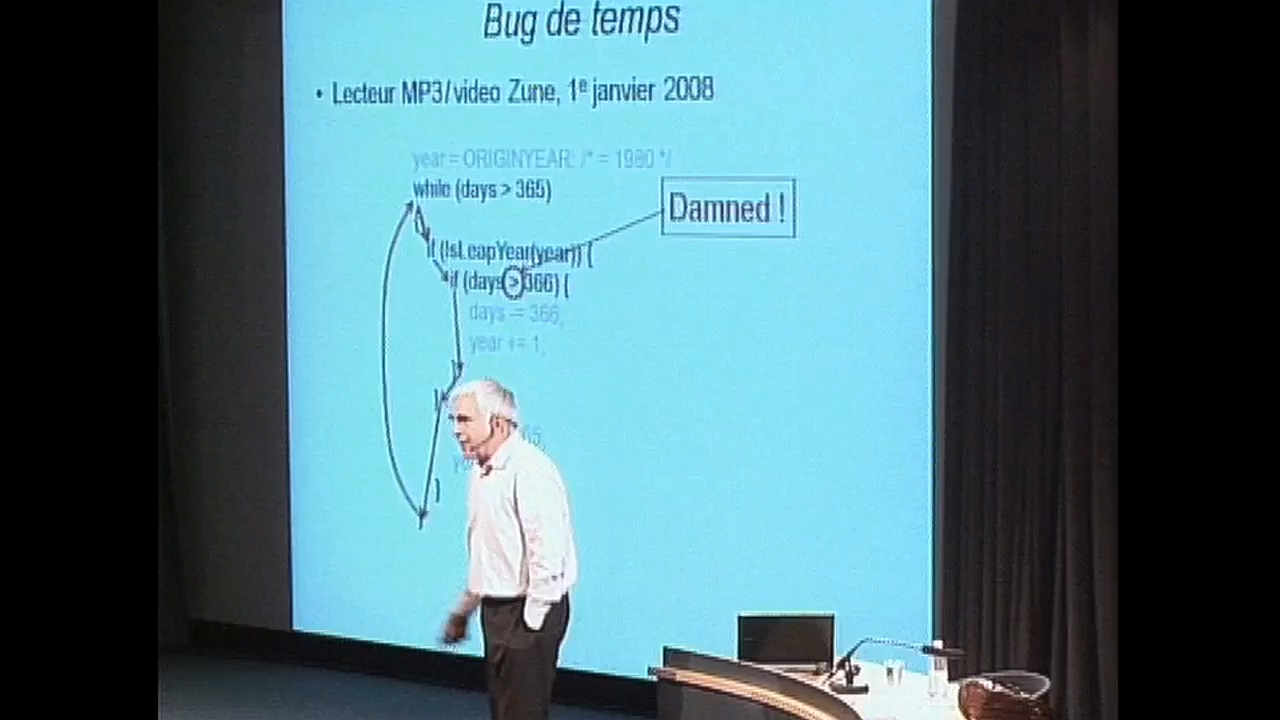 Bug de temps
• Lecteur MP3/video Zune, 1e janvier 2008
year = ORIGINYEAR; /* = 1980 */
while (days > 365)
{
Damned !
if (IsLeapYear(year)) {
if (days > 366) {
days -= 366;
year += 1;
}
}
}